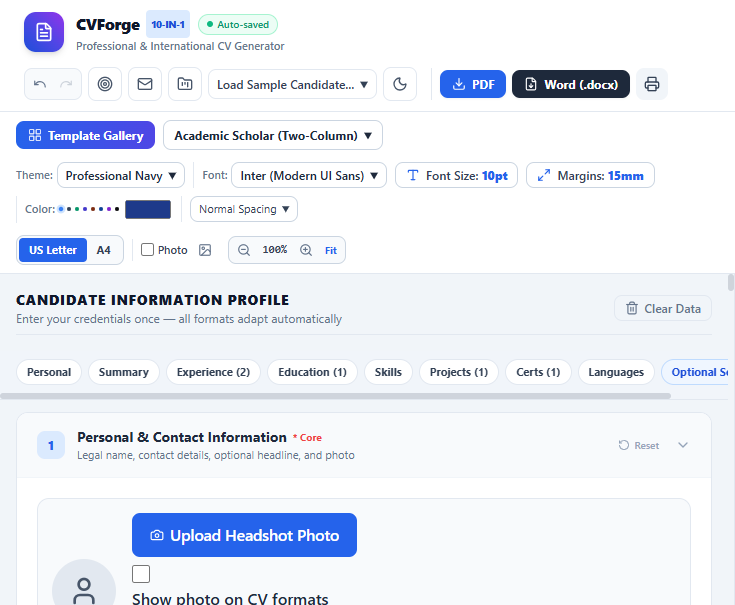 CVForge 10-IN-1 Auto-saved
Professional & International CV Generator
Load Sample Candidate... ▼ PDF Word (.docx)
Template Gallery Academic Scholar (Two-Column) ▼
Theme: Professional Navy ▼ Font: Inter (Modern UI Sans) ▼ Font Size: 10pt Margins: 15mm
Color: Normal Spacing ▼
US Letter A4 Photo 100% Fit
CANDIDATE INFORMATION PROFILE
Enter your credentials once — all formats adapt automatically
Clear Data
Personal Summary Experience (2) Education (1) Skills Projects (1) Certs (1) Languages Optional Se
1 Personal & Contact Information * Core
Legal name, contact details, optional headline, and photo
Reset
Upload Headshot Photo
Show photo on CV formats